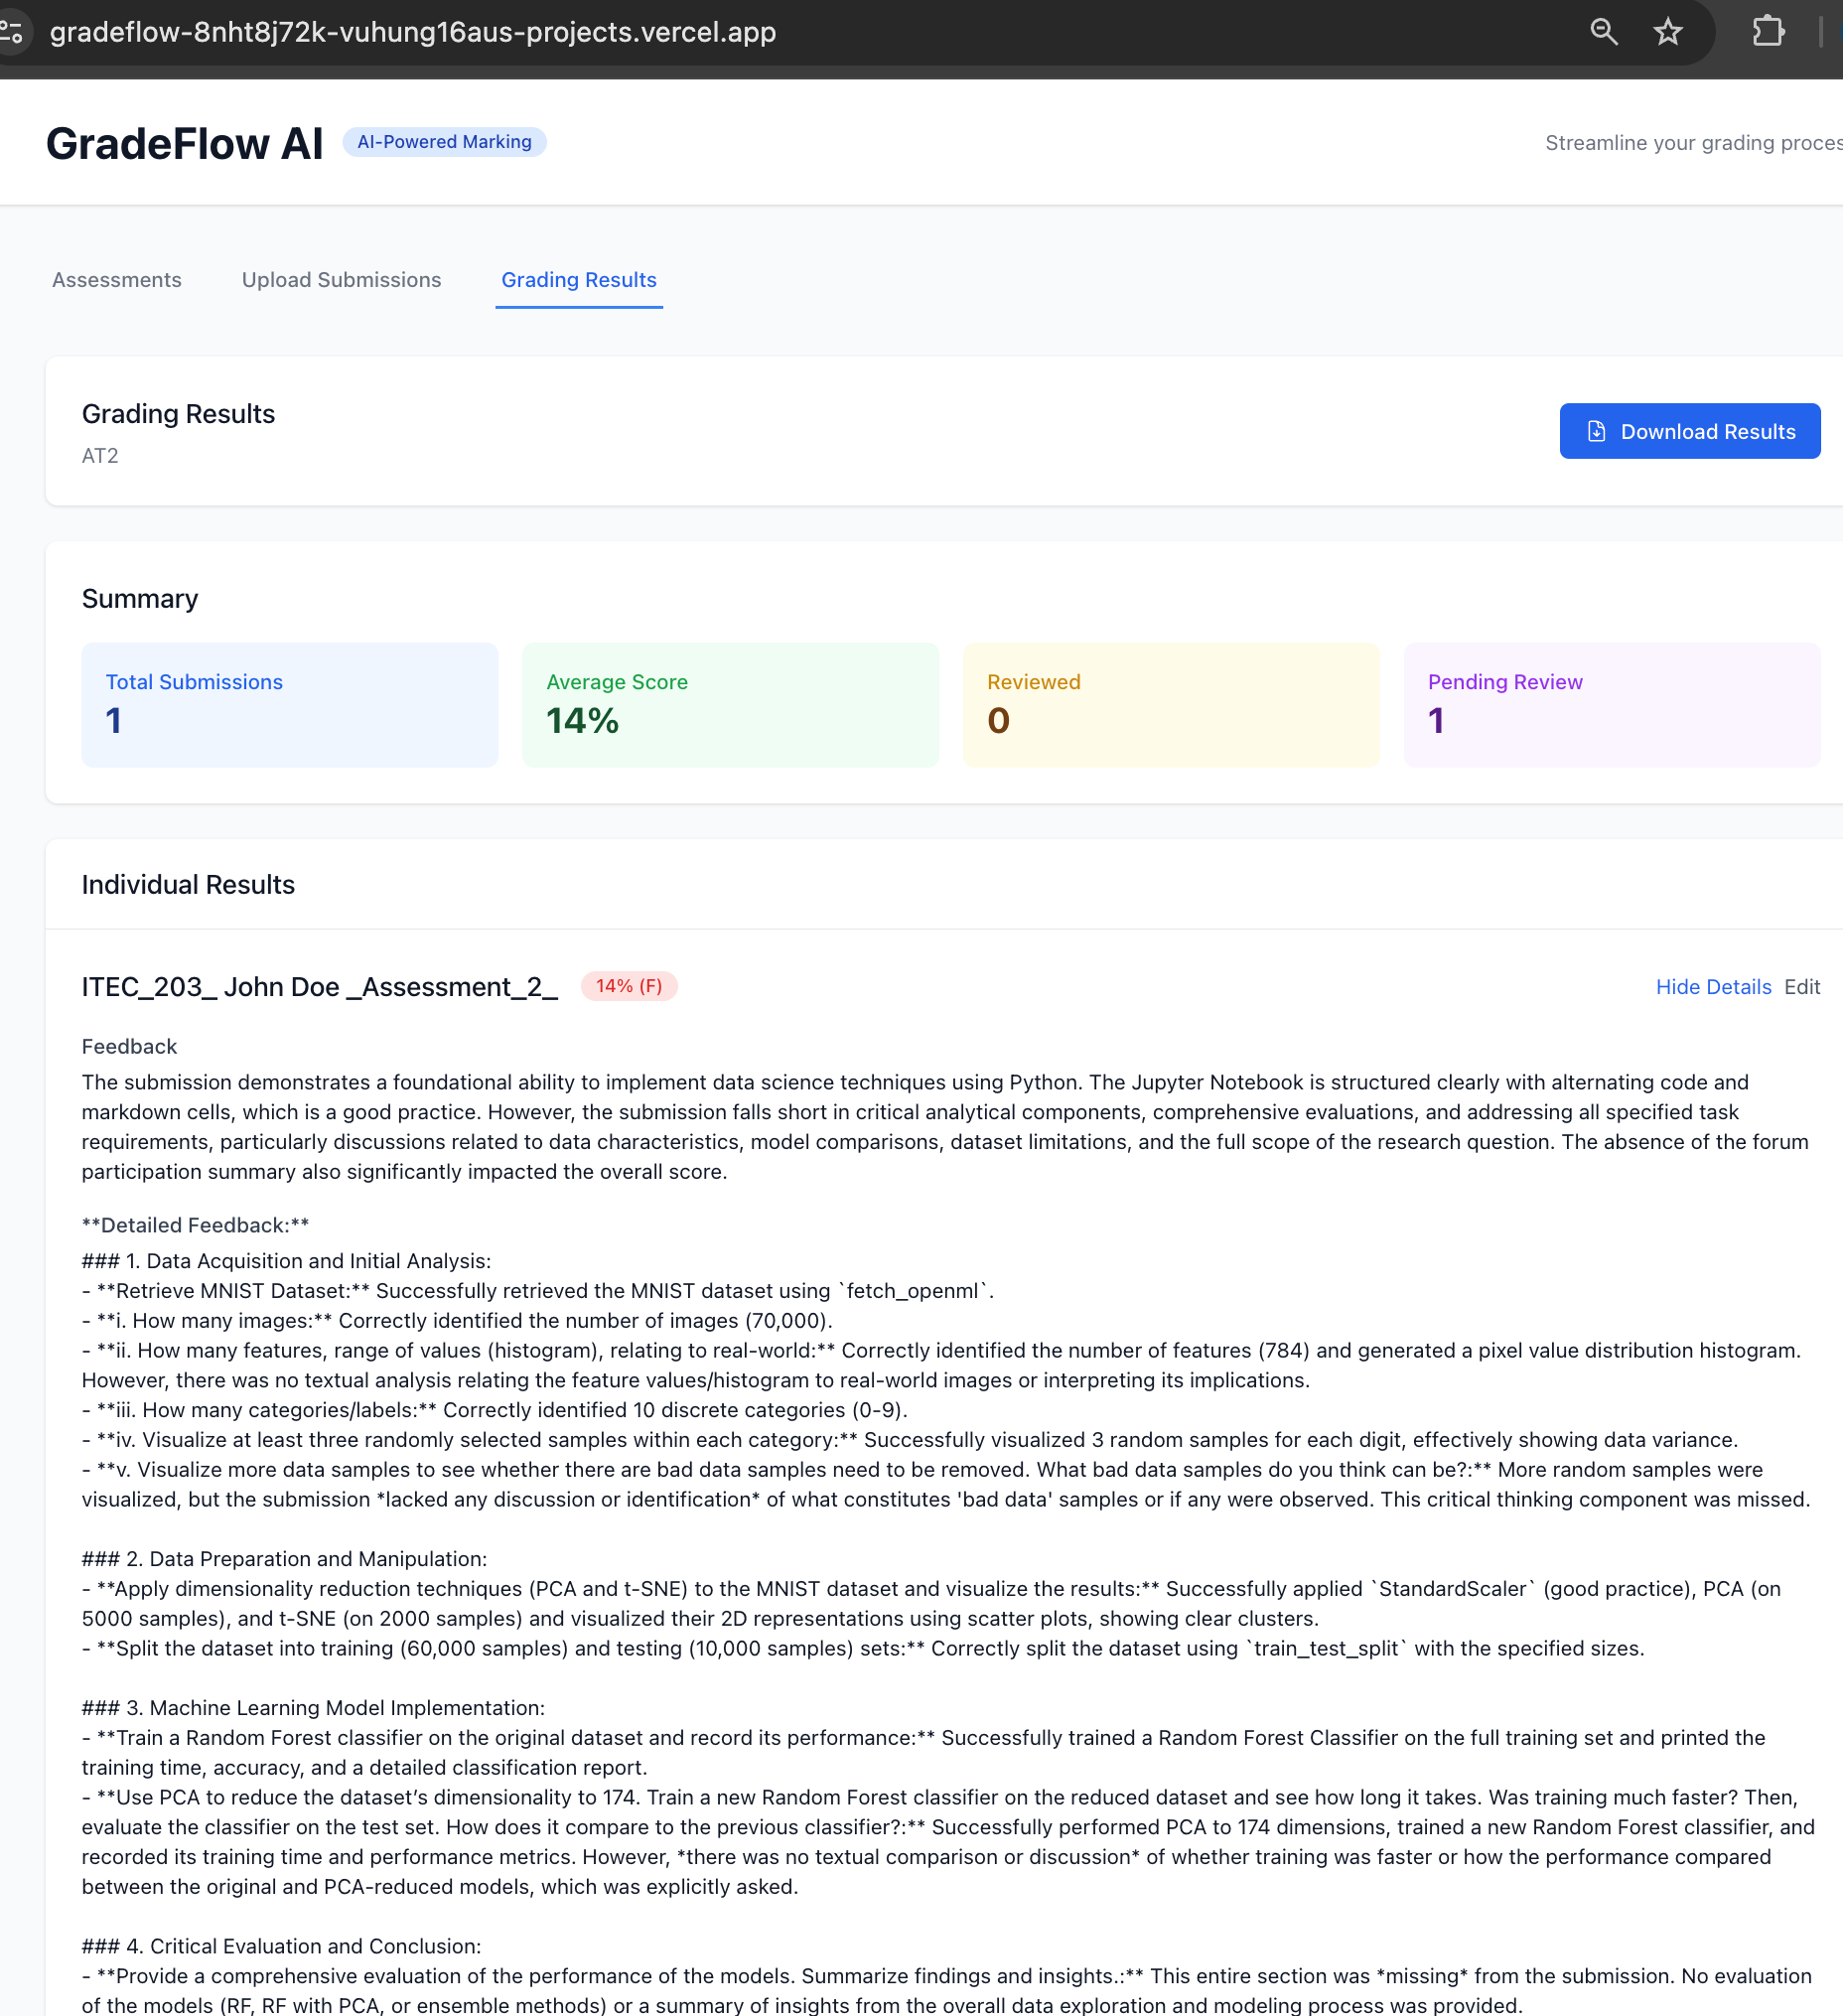 gradeflow-8nht8j72k-vuhung16aus-projects.vercel.app
GradeFlow AI
AI-Powered Marking
Streamline your grading
Assessments
Upload Submissions
Grading Results
Grading Results
AT2
Download Results
Summary
Total Submissions
1
Average Score
14%
Reviewed
0
Pending Review
1
Individual Results
ITEC_203_ John Doe _Assessment_2_
14% (F)
Hide Details
Edit
Feedback
The submission demonstrates a foundational ability to implement data science techniques using Python. The Jupyter Notebook is structured clearly with alternating code and
markdown cells, which is a good practice. However, the submission falls short in critical analytical components, comprehensive evaluations, and addressing all specified task
requirements, particularly discussions related to data characteristics, model comparisons, dataset limitations, and the full scope of the research question. The absence of the forum
participation summary also significantly impacted the overall score.
**Detailed Feedback:**
### 1. Data Acquisition and Initial Analysis:
- **Retrieve MNIST Dataset:** Successfully retrieved the MNIST dataset using `fetch_openml`.
- **i. How many images:** Correctly identified the number of images (70,000).
- **ii. How many features, range of values (histogram), relating to real-world:** Correctly identified the number of features (784) and generated a pixel value distribution histogram.
However, there was no textual analysis relating the feature values/histogram to real-world images or interpreting its implications.
- **iii. How many categories/labels:** Correctly identified 10 discrete categories (0-9).
- **iv. Visualize at least three randomly selected samples within each category:** Successfully visualized 3 random samples for each digit, effectively showing data variance.
- **v. Visualize more data samples to see whether there are bad data samples need to be removed. What bad data samples do you think can be?:** More random samples were
visualized, but the submission *lacked any discussion or identification* of what constitutes 'bad data' samples or if any were observed. This critical thinking component was missed.
### 2. Data Preparation and Manipulation:
- **Apply dimensionality reduction techniques (PCA and t-SNE) to the MNIST dataset and visualize the results:** Successfully applied `StandardScaler` (good practice), PCA (on
5000 samples), and t-SNE (on 2000 samples) and visualized their 2D representations using scatter plots, showing clear clusters.
- **Split the dataset into training (60,000 samples) and testing (10,000 samples) sets:** Correctly split the dataset using `train_test_split` with the specified sizes.
### 3. Machine Learning Model Implementation:
- **Train a Random Forest classifier on the original dataset and record its performance:** Successfully trained a Random Forest Classifier on the full training set and printed the
training time, accuracy, and a detailed classification report.
- **Use PCA to reduce the dataset’s dimensionality to 174. Train a new Random Forest classifier on the reduced dataset and see how long it takes. Was training much faster? Then,
evaluate the classifier on the test set. How does it compare to the previous classifier?:** Successfully performed PCA to 174 dimensions, trained a new Random Forest classifier, and
recorded its training time and performance metrics. However, *there was no textual comparison or discussion* of whether training was faster or how the performance compared
between the original and PCA-reduced models, which was explicitly asked.
### 4. Critical Evaluation and Conclusion:
- **Provide a comprehensive evaluation of the performance of the models. Summarize findings and insights.:** This entire section was *missing* from the submission. No evaluation
of the models (RF, RF with PCA, or ensemble methods) or a summary of insights from the overall data exploration and modeling process was provided.